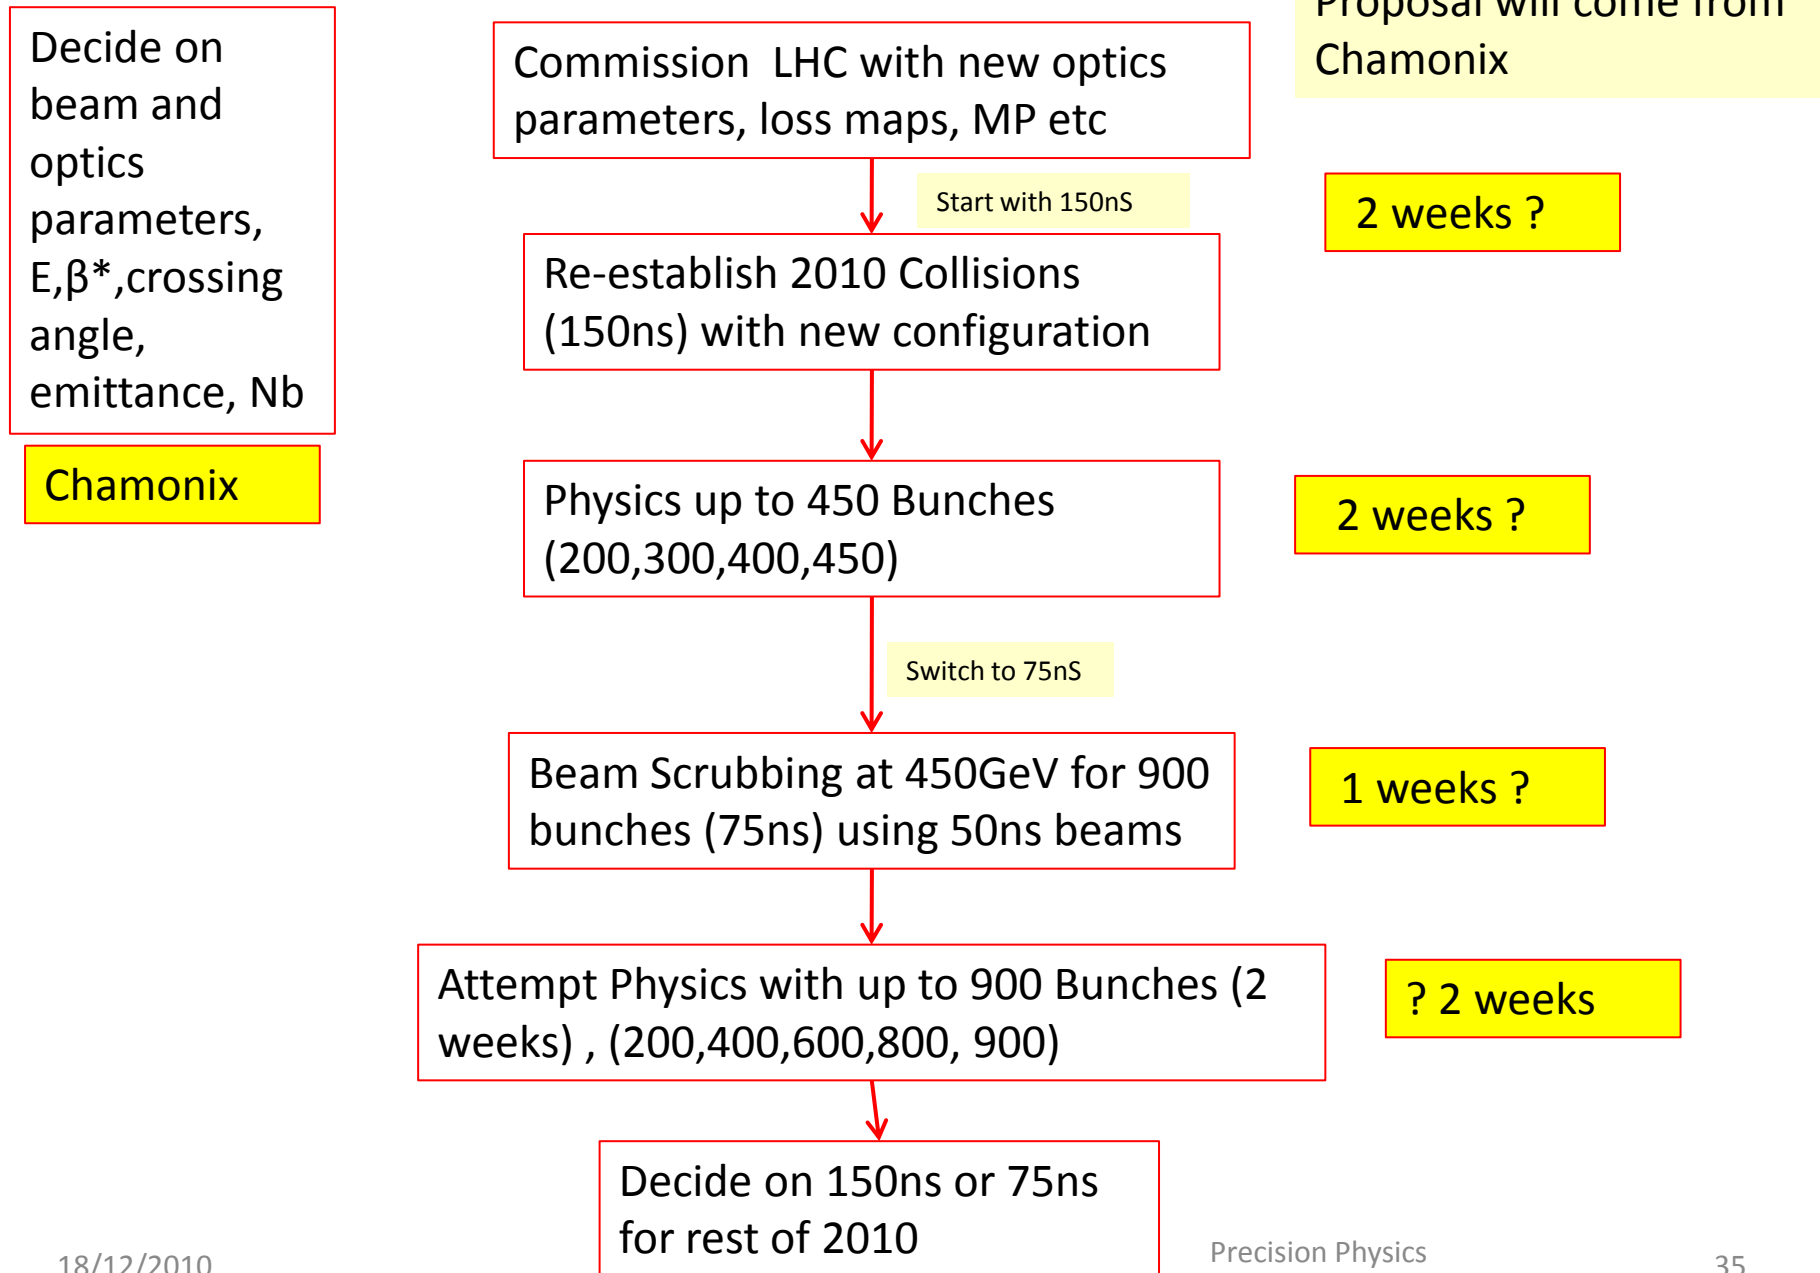 Proposal will come from
Chamonix
Decide on
beam and
optics
parameters,
E,β*,crossing
angle,
emittance, Nb
Chamonix
Commission LHC with new optics
parameters, loss maps, MP etc
Start with 150nS
2 weeks ?
Re-establish 2010 Collisions
(150ns) with new configuration
Physics up to 450 Bunches
(200,300,400,450)
2 weeks ?
Switch to 75nS
Beam Scrubbing at 450GeV for 900
bunches (75ns) using 50ns beams
1 weeks ?
Attempt Physics with up to 900 Bunches (2
weeks) , (200,400,600,800, 900)
? 2 weeks
Decide on 150ns or 75ns
for rest of 2010
18/12/2010
Precision Physics
35